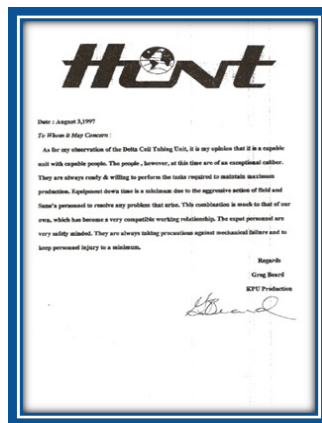 Hunt
Date : August 3,1997
To Whom it May Concern :
As for my observation of the Delta Coil Tubing Unit, it is my opinion that it is a capable
unit with capable people. The people , however, at this time are of an exceptional caliber.
They are always ready & willing to perform the tasks required to maintain maximum
production. Equipment down time is a minimum due to the aggressive action of field and
Sana's personnel to resolve any problem that arise. This combination is much to that of our
own, which has become a very compatible working relationship. The expat personnel are
very safety minded. They are always taking precautions against mechanical failure and to
keep personnel injury to a minimum.
Regards
Greg Beard
KPU Production
G Beard